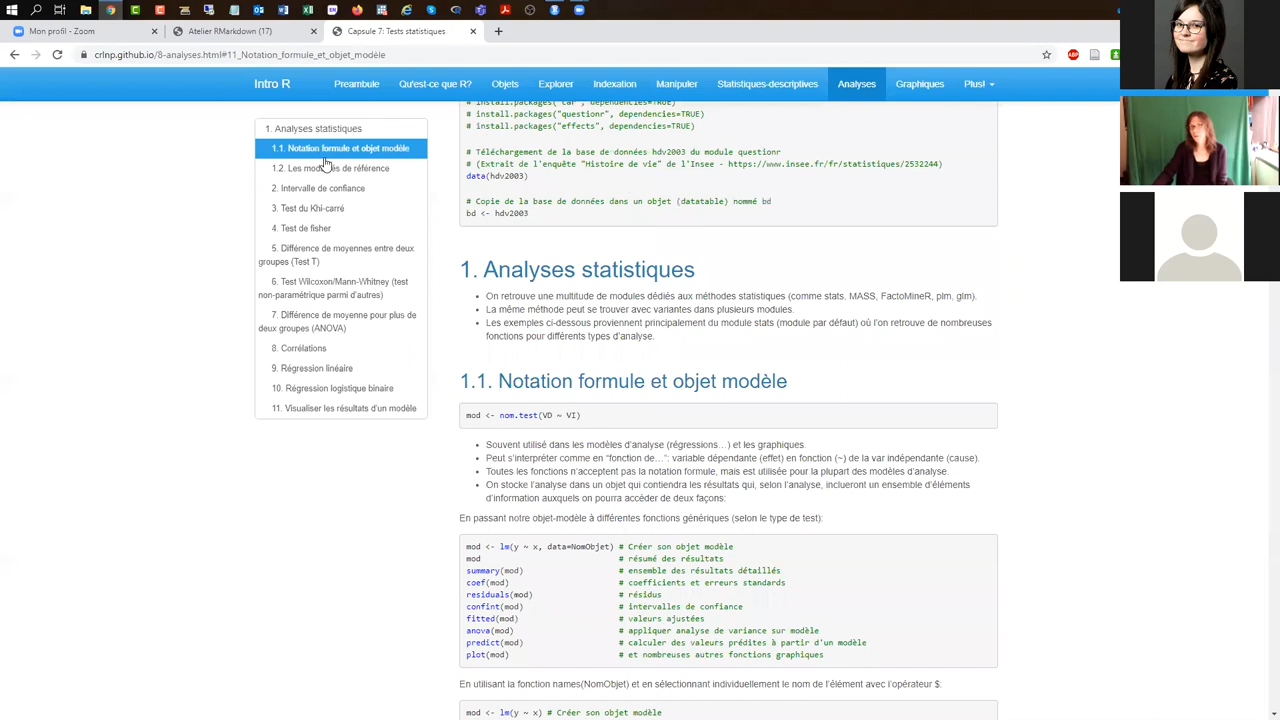 Mon profil - Zoom
Atelier RMarkdown (17)
Capsule 7: Tests statistiques
crlnp.github.io/8-analyses.html#11_Notation_formule_et_objet_modèle
Intro R
Preambule
Qu'est-ce que R?
Objets
Explorer
Indexation
Manipuler
Statistiques-descriptives
Analyses
Graphiques
Plus!
1. Analyses statistiques
1.1. Notation formule et objet modèle
1.2. Les de référence
2. Intervalle de confiance
3. Test du Khi-carré
4. Test de fisher
5. Différence de moyennes entre deux
groupes (Test T)
6. Test Wilcoxon/Mann-Whitney (test
non-paramétrique parmi d'autres)
7. Différence de moyenne pour plus de
deux groupes (ANOVA)
8. Corrélations
9. Régression linéaire
10. Régression logistique binaire
11. Visualiser les résultats d'un modèle
# install.packages("car", dependencies=TRUE)
# install.packages("questionr", dependencies=TRUE)
# install.packages("effects", dependencies=TRUE)
# Téléchargement de la base de données hdv2003 du module questionr
# (Extrait de l'enquête "Histoire de vie" de l'Insee - https://www.insee.fr/fr/statistiques/2532244)
data(hdv2003)
# Copie de la base de données dans un objet (datatable) nommé bd
bd <- hdv2003
1. Analyses statistiques
On retrouve une multitude de modules dédiés aux méthodes statistiques (comme stats, MASS, FactoMineR, plm, glm).
La même méthode peut se trouver avec variantes dans plusieurs modules.
Les exemples ci-dessous proviennent principalement du module stats (module par défaut) où l'on retrouve de nombreuses
fonctions pour différents types d'analyse.
1.1. Notation formule et objet modèle
mod <- nom.test(VD ~ VI)
Souvent utilisé dans les modèles d'analyse (régressions…) et les graphiques.
Peut s'interpréter comme en "fonction de…": variable dépendante (effet) en fonction (~) de la var indépendante (cause).
Toutes les fonctions n'acceptent pas la notation formule, mais est utilisée pour la plupart des modèles d'analyse.
On stocke l'analyse dans un objet qui contiendra les résultats qui, selon l'analyse, inclueront un ensemble d'éléments
d'information auxquels on pourra accéder de deux façons:
En passant notre objet-modèle à différentes fonctions génériques (selon le type de test):
mod <- lm(y ~ x, data=NomObjet) # Créer son objet modèle
mod # résumé des résultats
summary(mod) # ensemble des résultats détaillés
coef(mod) # coefficients et erreurs standards
residuals(mod) # résidus
confint(mod) # intervalles de confiance
fitted(mod) # valeurs ajustées
anova(mod) # appliquer analyse de variance sur modèle
predict(mod) # calculer des valeurs prédites à partir d'un modèle
plot(mod) # et nombreuses autres fonctions graphiques
En utilisant la fonction names(NomObjet) et en sélectionnant individuellement le nom de l'élément avec l'opérateur $:
mod <- lm(y ~ x) # Créer son objet modèle